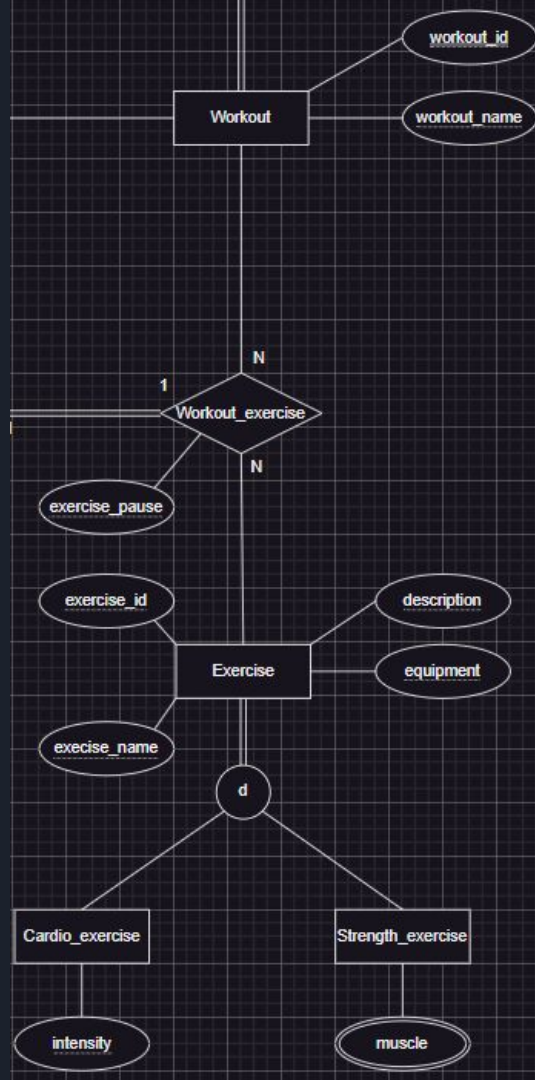 workout_id
Workout
workout_name
N
1
Workout_exercise
N
exercise_pause
exercise_id
description
Exercise
equipment
execise_name
d
Cardio_exercise
Strength_exercise
intensity
muscle